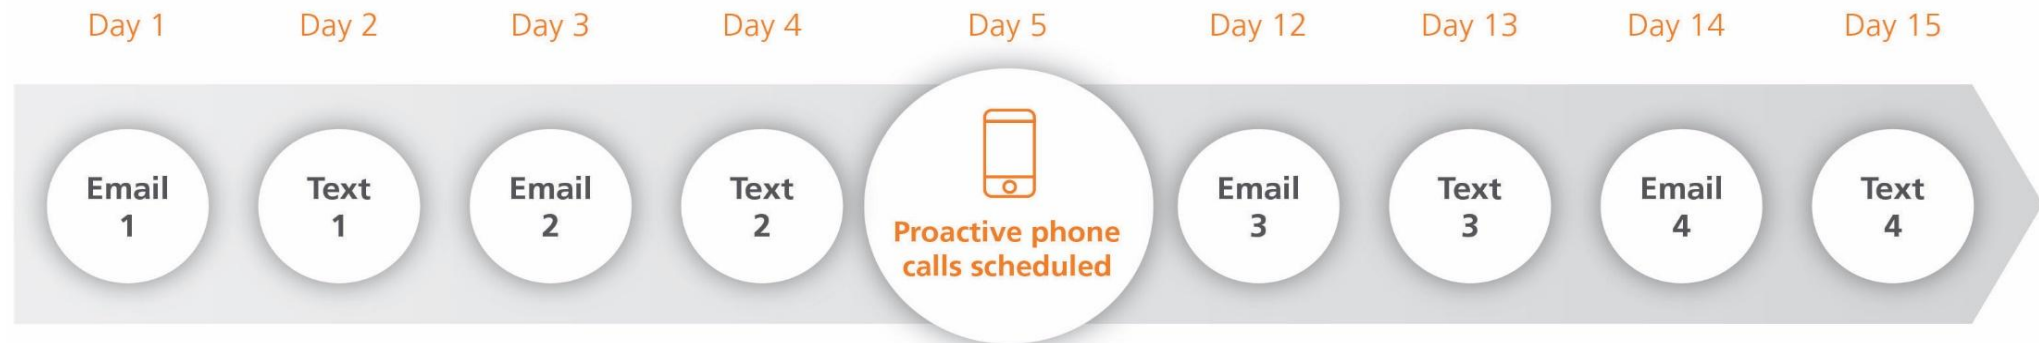 Day 1
Day 2
Day 3
Day 4
Day 5
Day 12
Day 13
Day 14
Day 15
Email
1
Text
1
Email
2
Text
2
Proactive phone
calls scheduled
Email
3
Text
3
Email
4
Text
4